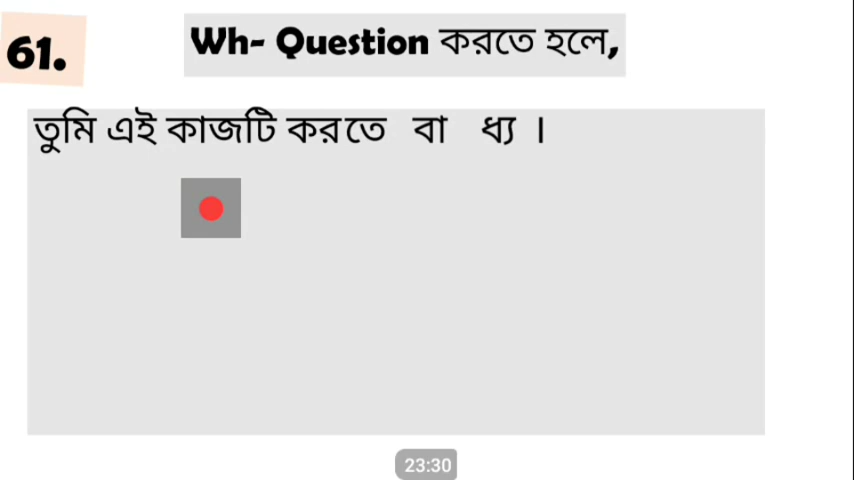 61.
Wh- Question করতে হলে,
তুমি এই কাজটি করতে বা ধ্য ।
23:30